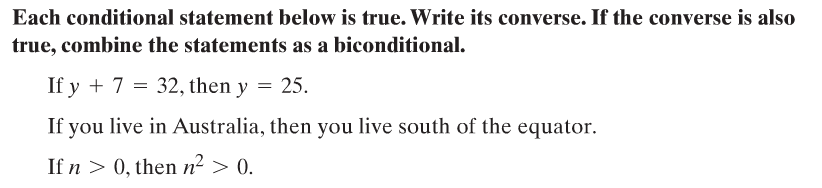 Each conditional statement below is true. Write its converse. If the converse is also
true, combine the statements as a biconditional.
If y + 7 = 32, then y = 25.
If you live in Australia, then you live south of the equator.
If n > 0, then n² > 0.